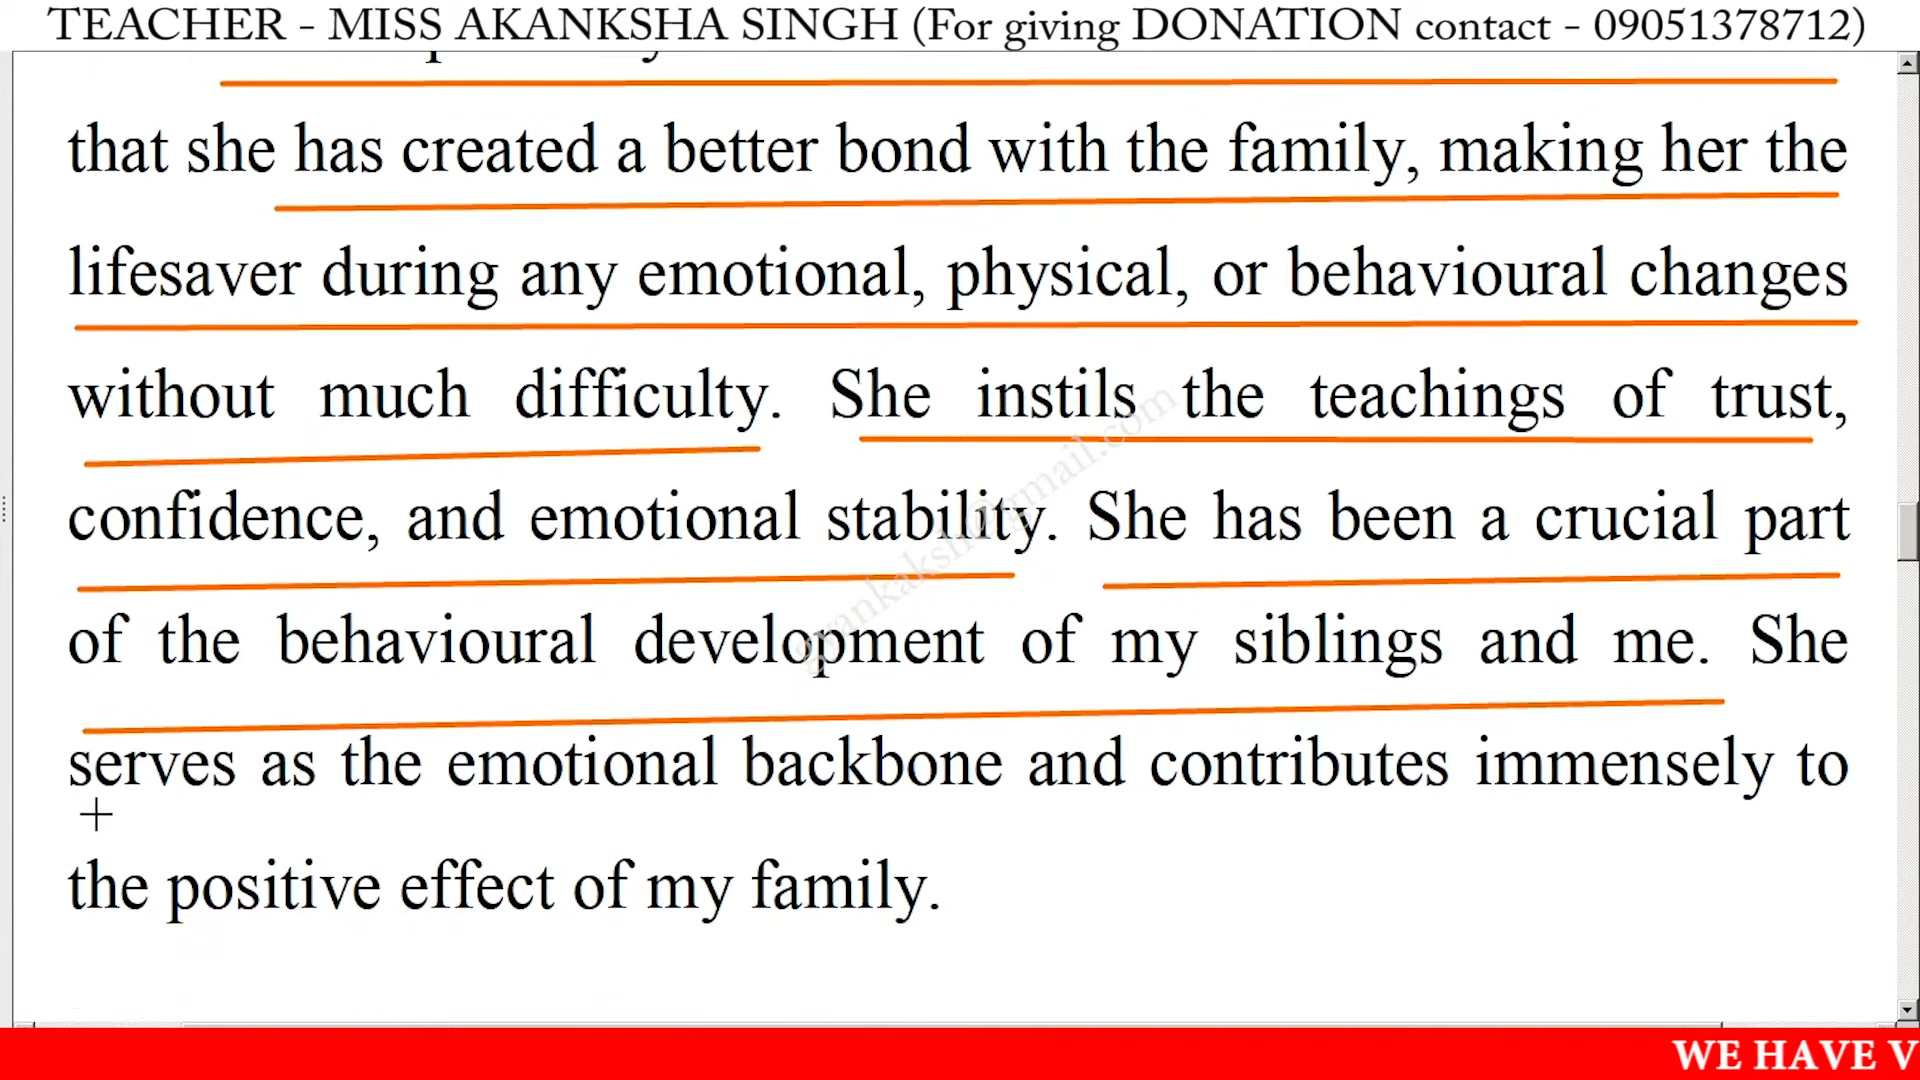 TEACHER - MISS AKANKSHA SINGH (For giving DONATION contact - 09051378712)
that she has created a better bond with the family, making her the
lifesaver during any emotional, physical, or behavioural changes
without much difficulty. She instils the teachings of trust,
confidence, and emotional stability. She has been a crucial part
of the behavioural development of my siblings and me. She
serves as the emotional backbone and contributes immensely to
the positive effect of my family.
WE HAVE V